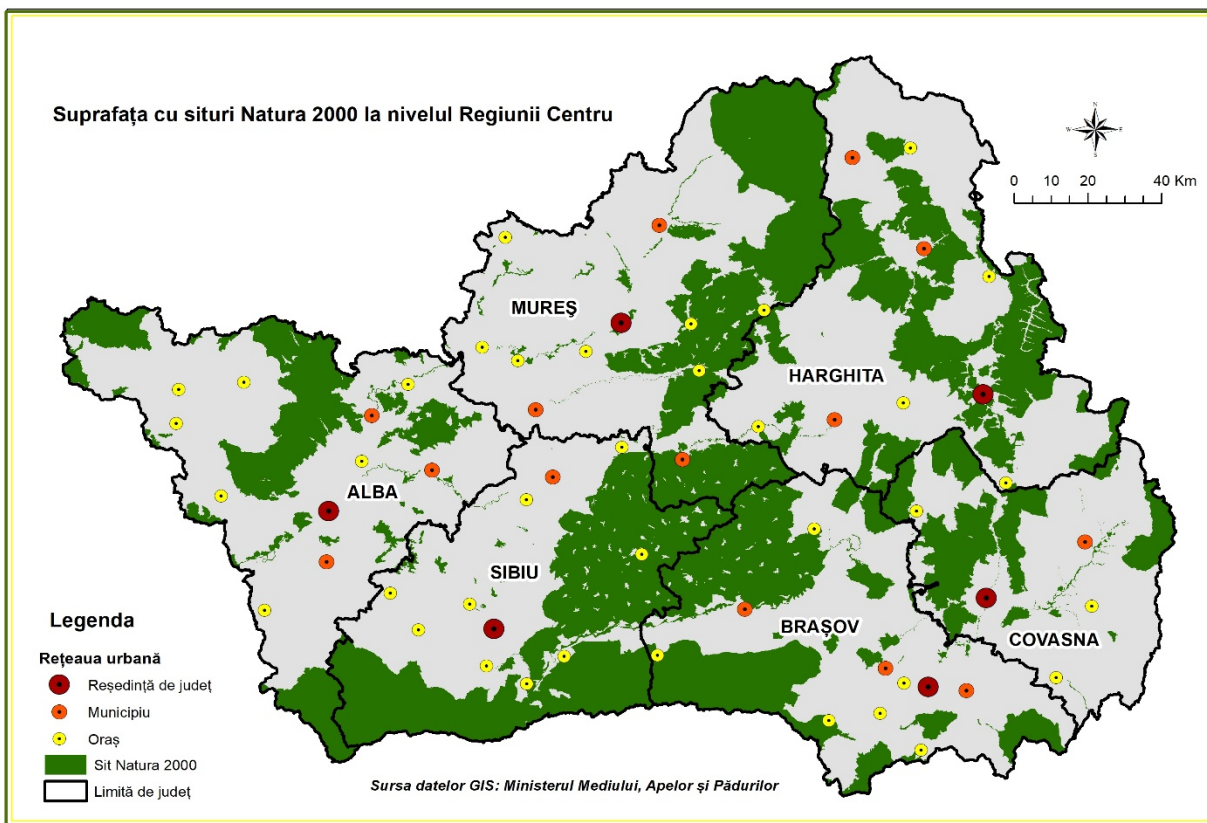 Suprafața cu situri Natura 2000 la nivelul Regiunii Centru
N
W E
S
0 10 20 40 Km
MUREŞ
HARGHITA
ALBA
SIBIU
BRAȘOV
COVASNA
Legenda
Rețeaua urbană
Reședință de județ
Municipiu
Oraș
Sit Natura 2000
Limită de județ
Sursa datelor GIS: Ministerul Mediului, Apelor și Pădurilor